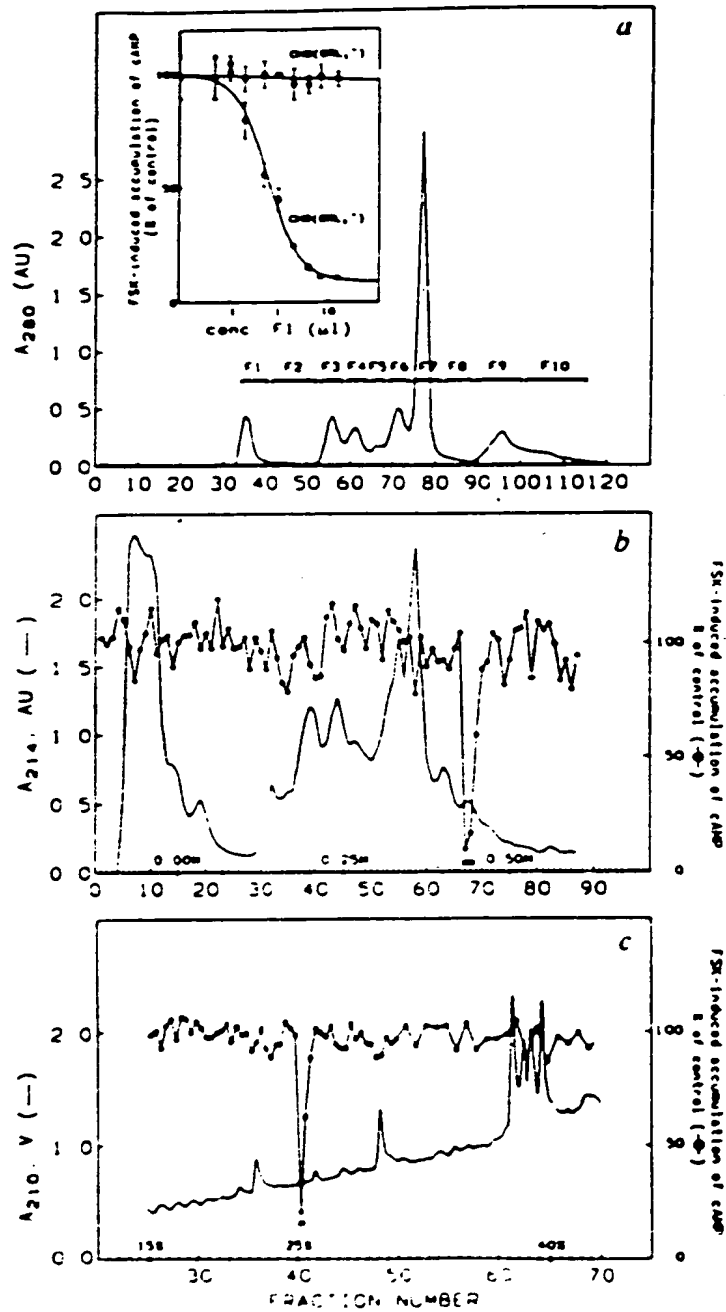 a
FSK-induced accumulation of cAMP
(% of control)
conc F1 (µl)
10
A280 (AU)
2 5
2 0
1 5
1 0
0 5
0 0
F1 F2 F3 F4 F5 F6 F7 F8 F9 F10
0 10 20 30 40 50 60 70 80 90 100 110 120
b
A214. AU (—)
2 0
1 5
1 0
0 5
0 0
0 50M
0 10 20 30 40 50 60 70 80 90
FSK-induced accumulation of cAMP
% of control (-●-)
100
50
0
c
A210. V (—)
2 0
1 0
0 0
15% 25% 40%
30 40 50 60 70
FRACTION NUMBER
FSK-induced accumulation of cAMP
% of control (-●-)
100
50
0